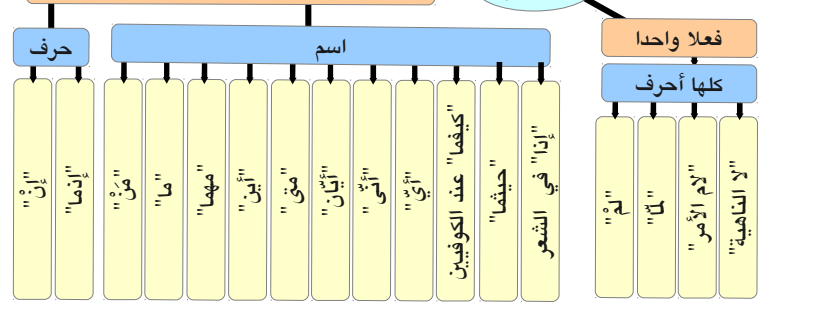 فعلا واحدا
اسم
حرف
كلها أحرف
"لا الناهية"
"لام الأمر"
"لمّا"
"لمْ"
"إذا" في الشعر
"حيثما"
"كيفما" عند الكوفيين
"أيّ"
"أنّى"
"أيّان"
"متى"
"أين"
"مهما"
"ما"
"مَنْ"
"إذما"
"إنْ"